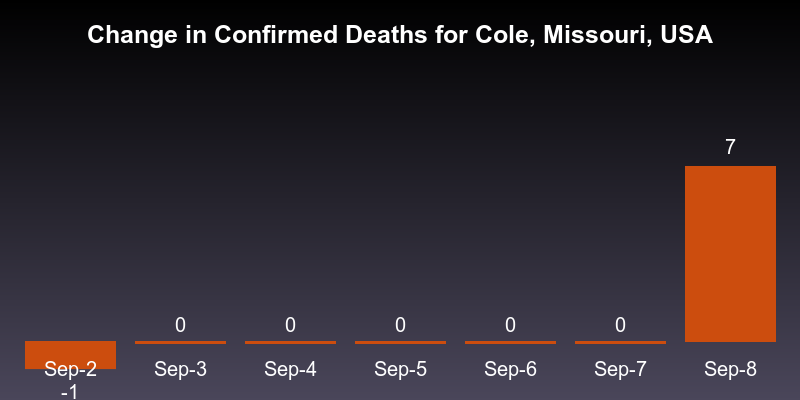 Change in Confirmed Deaths for Cole, Missouri, USA
7
0 0 0 0 0
Sep-2 Sep-3 Sep-4 Sep-5 Sep-6 Sep-7 Sep-8
-1